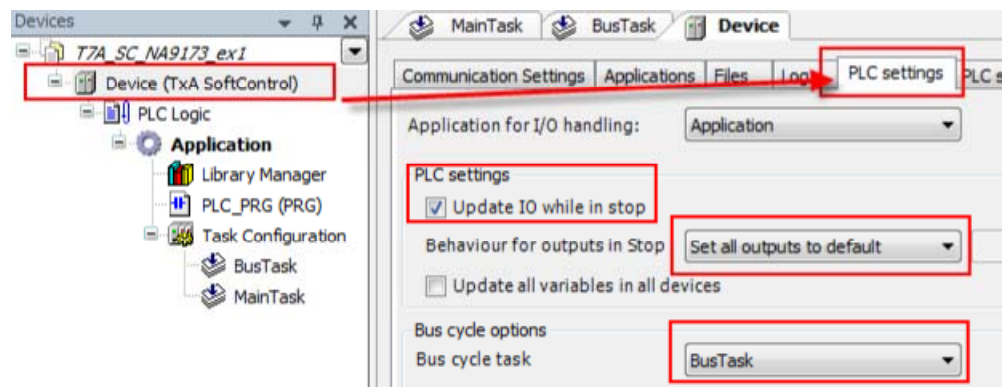 Devices
T7A_SC_NA9173_ex1
Device (TxA SoftControl)
PLC Logic
Application
Library Manager
PLC_PRG (PRG)
Task Configuration
BusTask
MainTask
MainTask BusTask Device
Communication Settings Applications Files Log PLC settings PLC s
Application for I/O handling: Application
PLC settings
Update IO while in stop
Behaviour for outputs in Stop Set all outputs to default
Update all variables in all devices
Bus cycle options
Bus cycle task BusTask